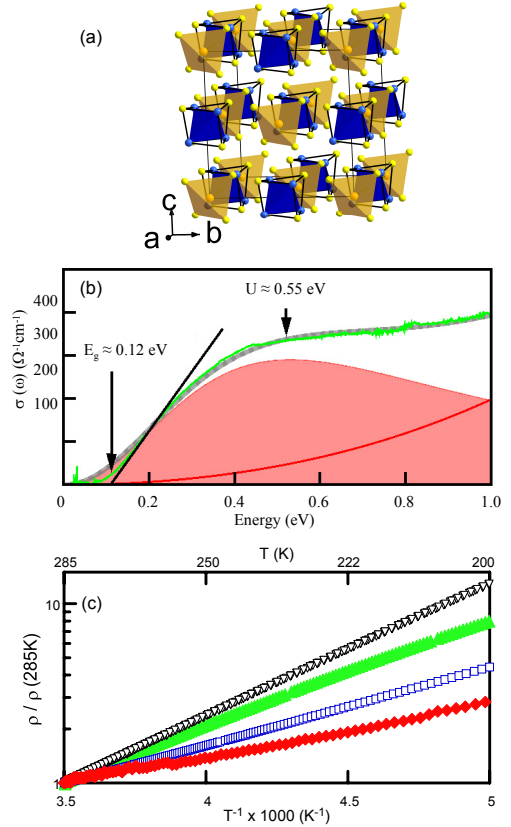 (a)
c
a
b
(b)
U ≈ 0.55 eV
E_g ≈ 0.12 eV
σ (ω) (Ω⁻¹cm⁻¹)
400
300
200
100
0
0.2
0.4
0.6
0.8
1.0
Energy (eV)
T (K)
285
250
222
200
(c)
ρ / ρ (285K)
10
1
3.5
4
4.5
5
T⁻¹ x 1000 (K⁻¹)